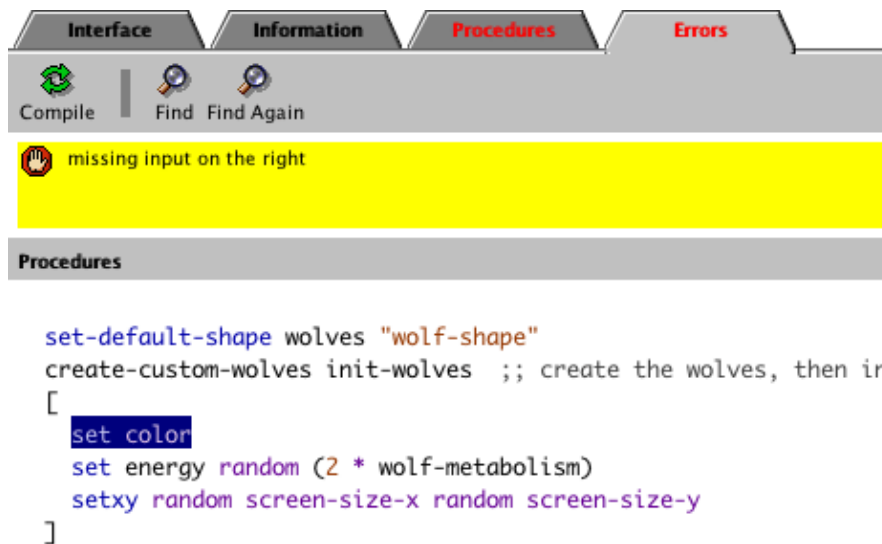 Interface Information Procedures Errors
Compile Find Find Again
missing input on the right
Procedures
set-default-shape wolves "wolf-shape"
create-custom-wolves init-wolves ;; create the wolves, then
[
set color
set energy random (2 * wolf-metabolism)
setxy random screen-size-x random screen-size-y
]